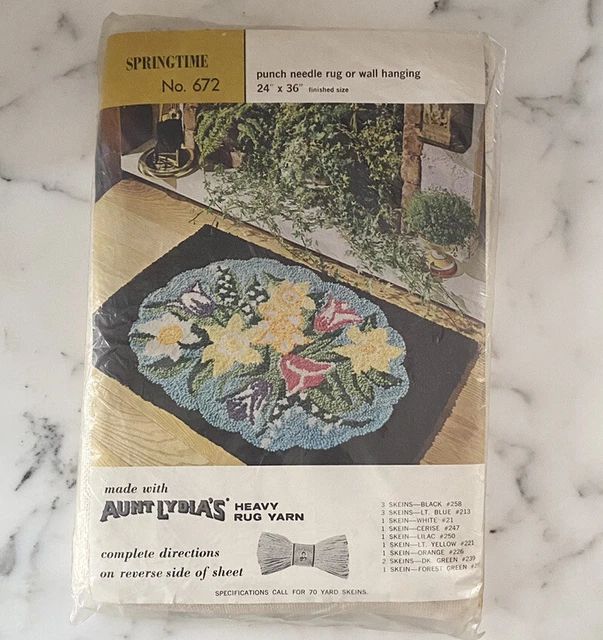 SPRINGTIME
No. 672
punch needle rug or wall hanging
24" x 36" finished size
made with
AUNT LYDIA'S® HEAVY
RUG YARN
complete directions
on reverse side of sheet
3 SKEINS—BLACK #258
3 SKEINS—LT. BLUE #213
1 SKEIN—WHITE #21
1 SKEIN—CERISE #247
1 SKEIN—LILAC #250
1 SKEIN—LT. YELLOW #221
1 SKEIN—ORANGE #226
2 SKEINS—DK. GREEN #239
1 SKEIN—FOREST GREEN
SPECIFICATIONS CALL FOR 70 YARD SKEINS.